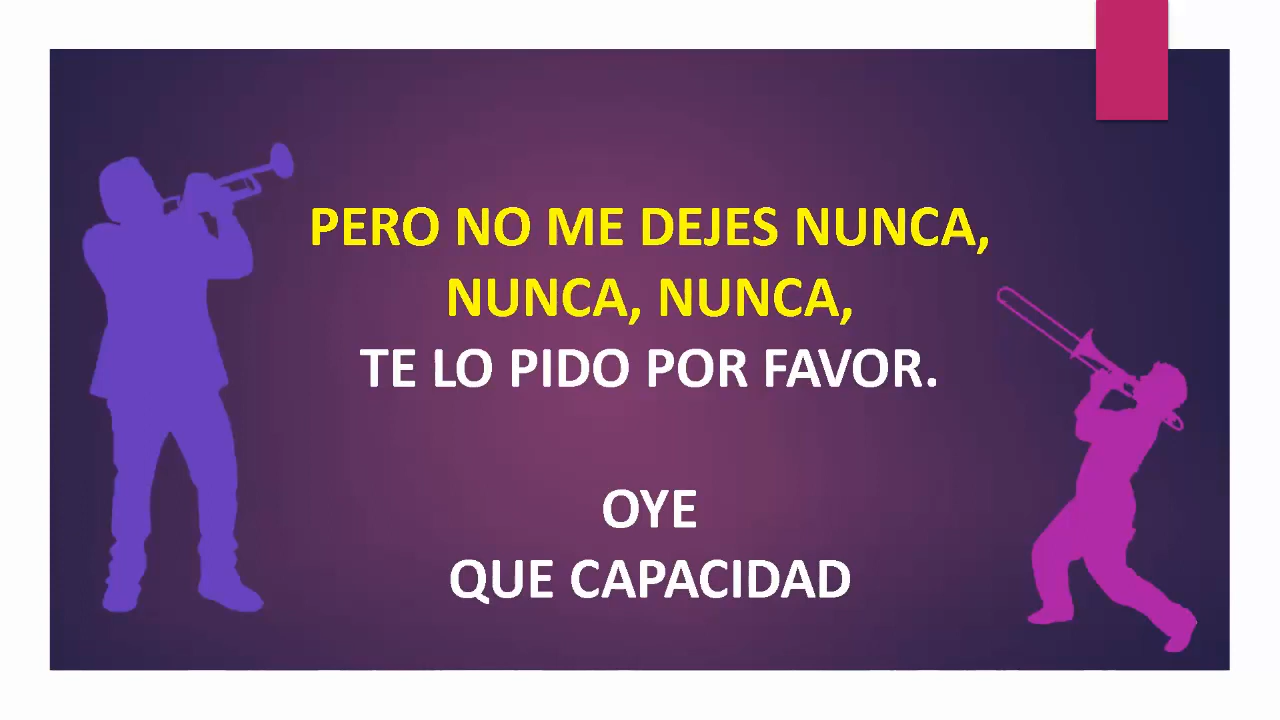 PERO NO ME DEJES NUNCA,
NUNCA, NUNCA,
TE LO PIDO POR FAVOR.
OYE
QUE CAPACIDAD